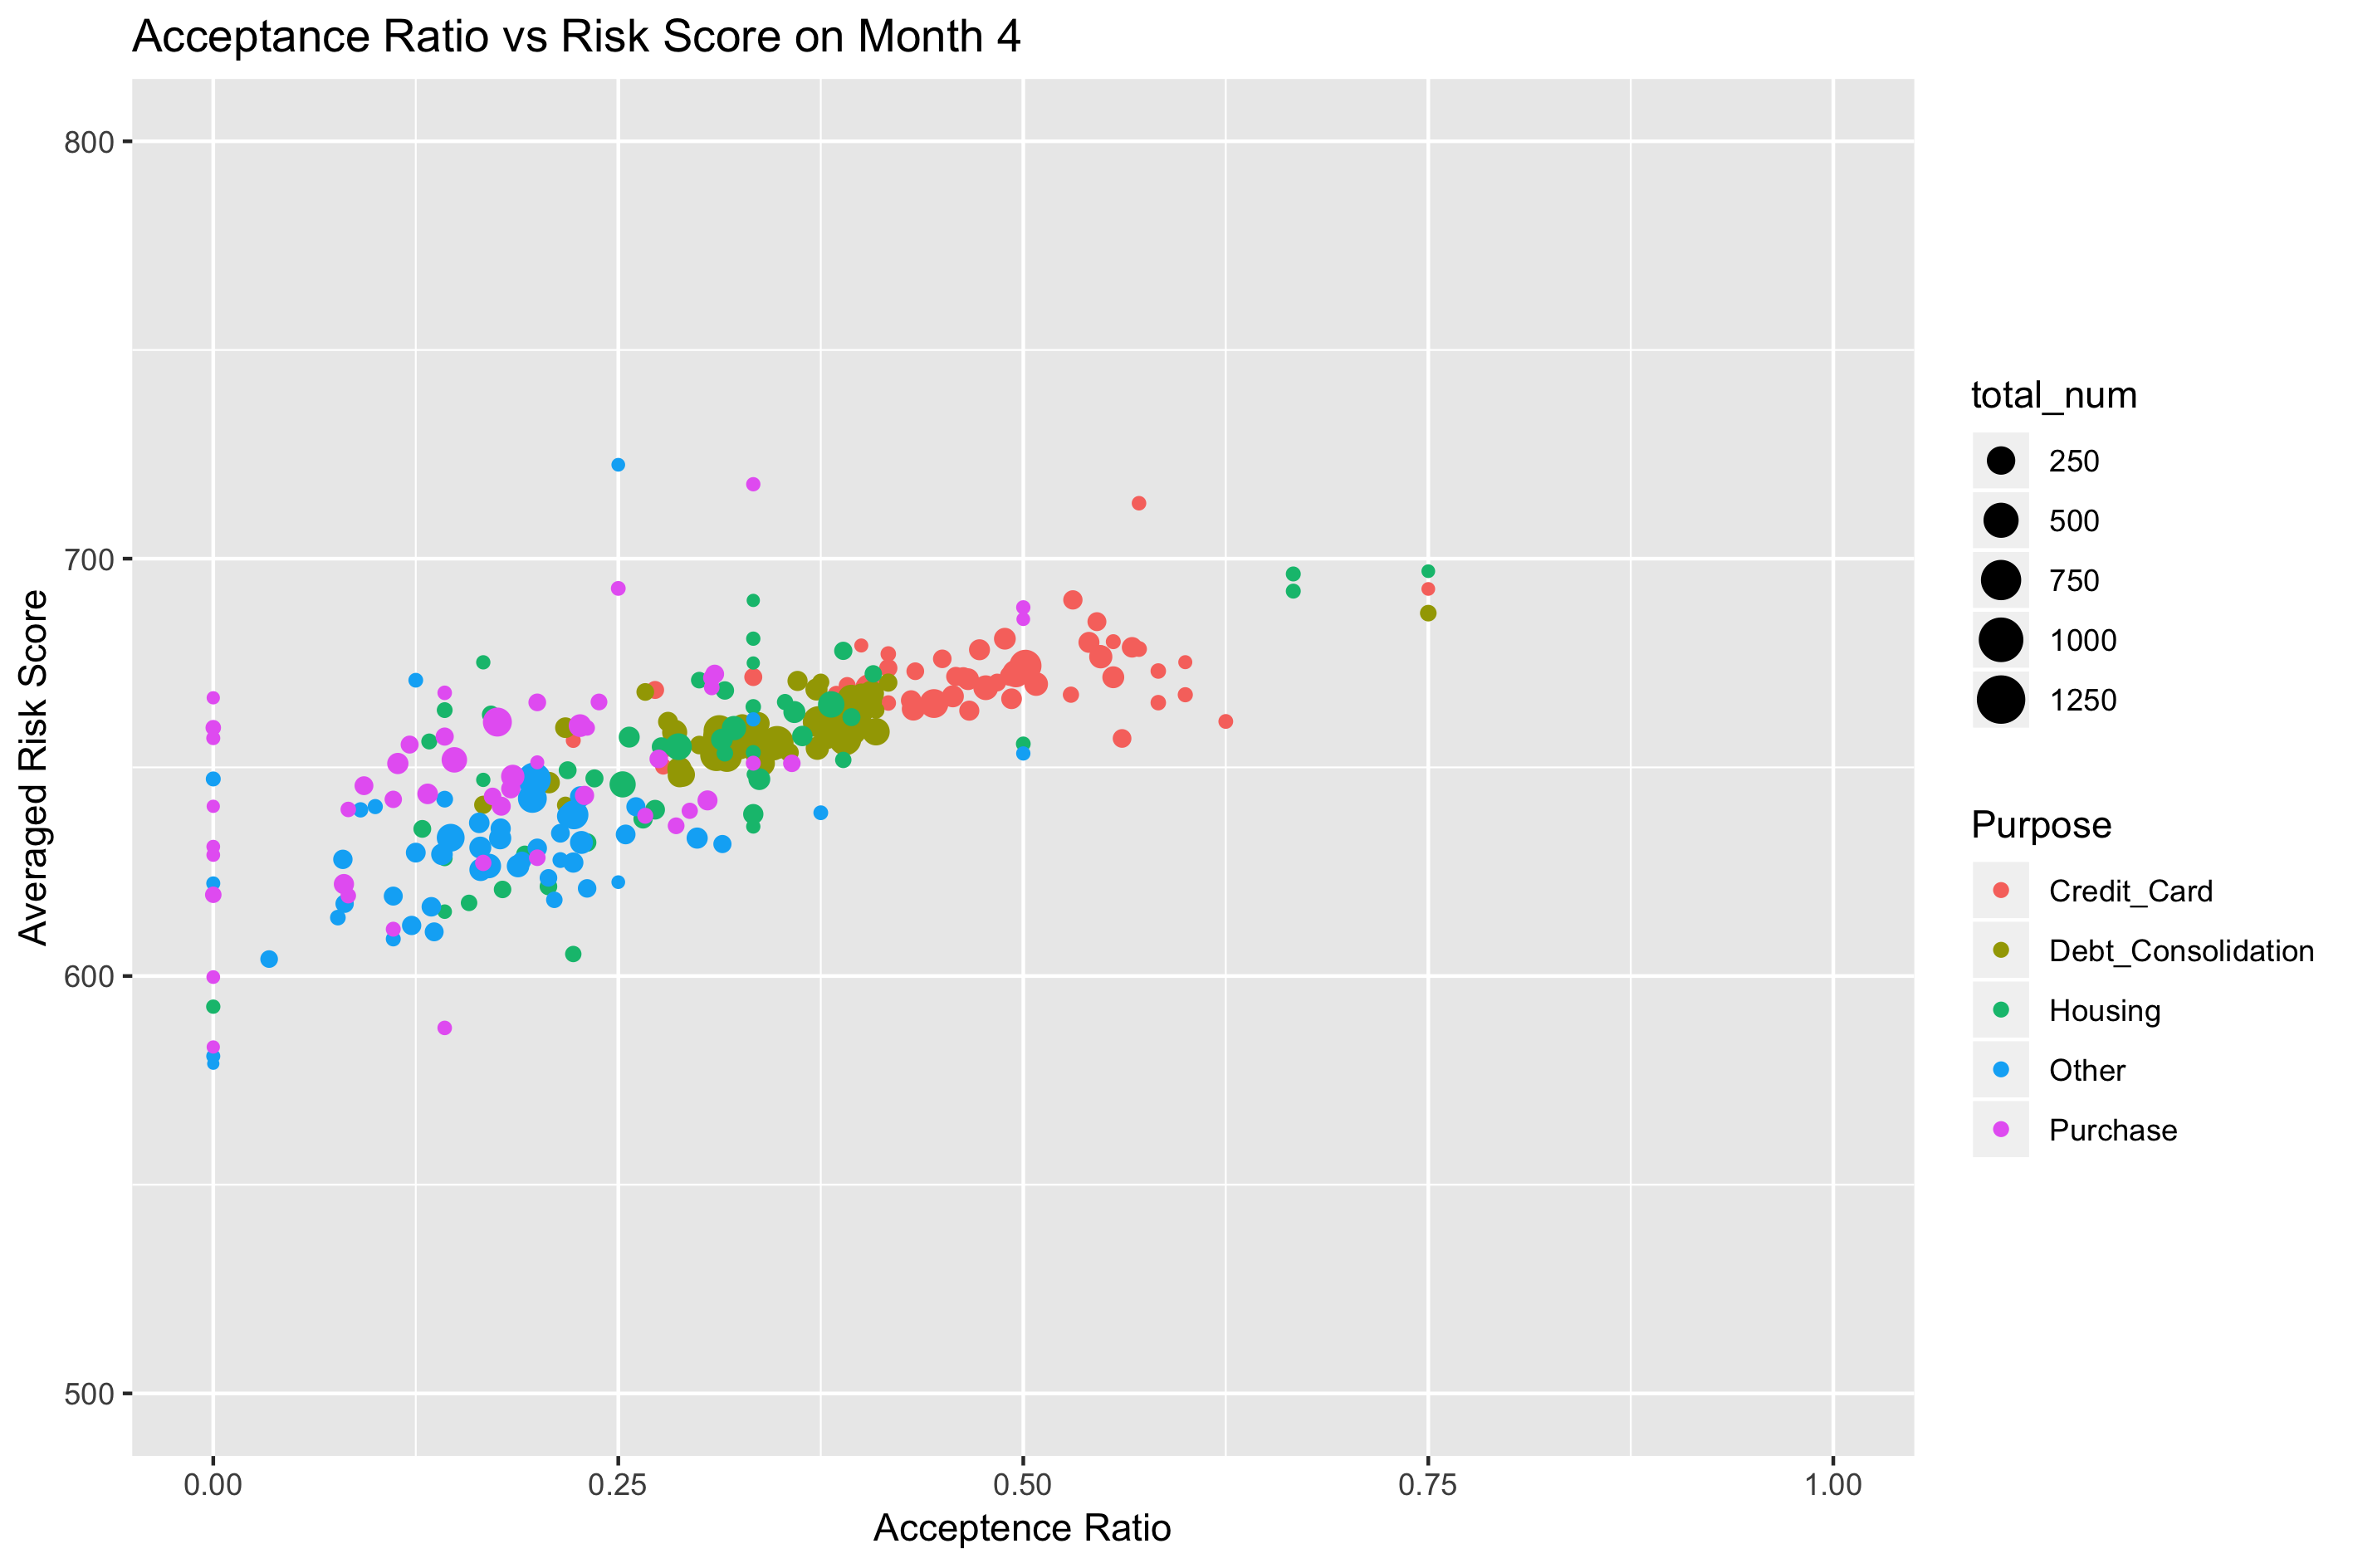 Acceptance Ratio vs Risk Score on Month 4
800
700
600
500
Averaged Risk Score
0.00
0.25
0.50
0.75
1.00
Acceptence Ratio
total_num
250
500
750
1000
1250
Purpose
Credit_Card
Debt_Consolidation
Housing
Other
Purchase